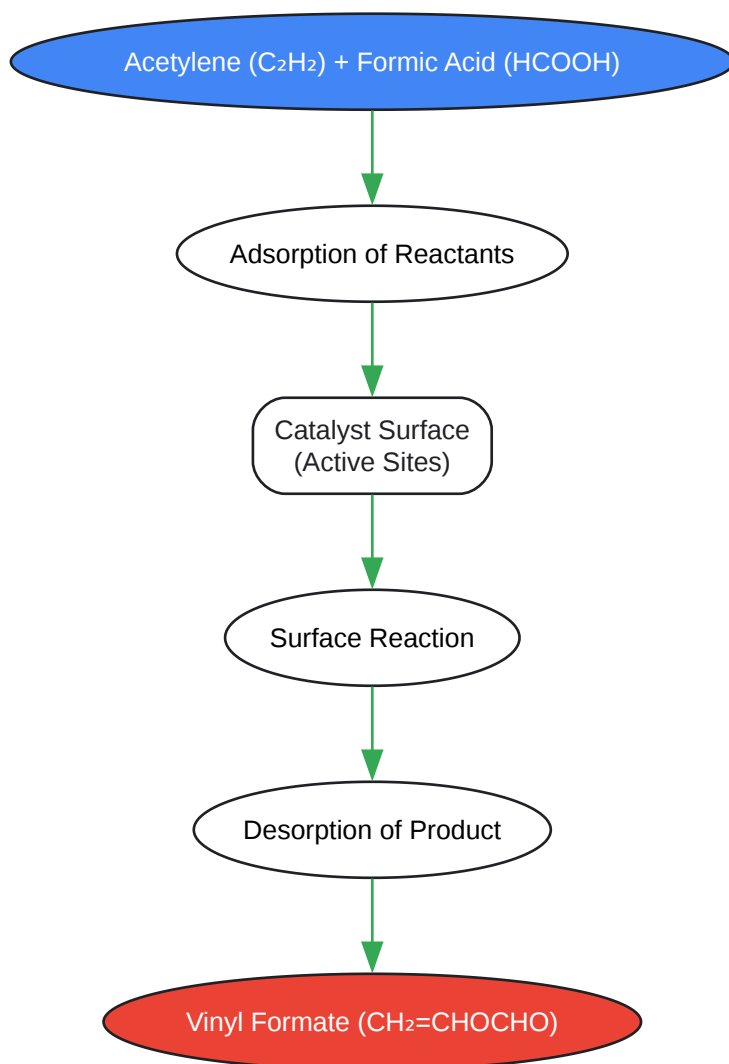 Acetylene (C₂H₂) + Formic Acid (HCOOH)
Adsorption of Reactants
Catalyst Surface
(Active Sites)
Surface Reaction
Desorption of Product
Vinyl Formate (CH₂=CHOCHO)